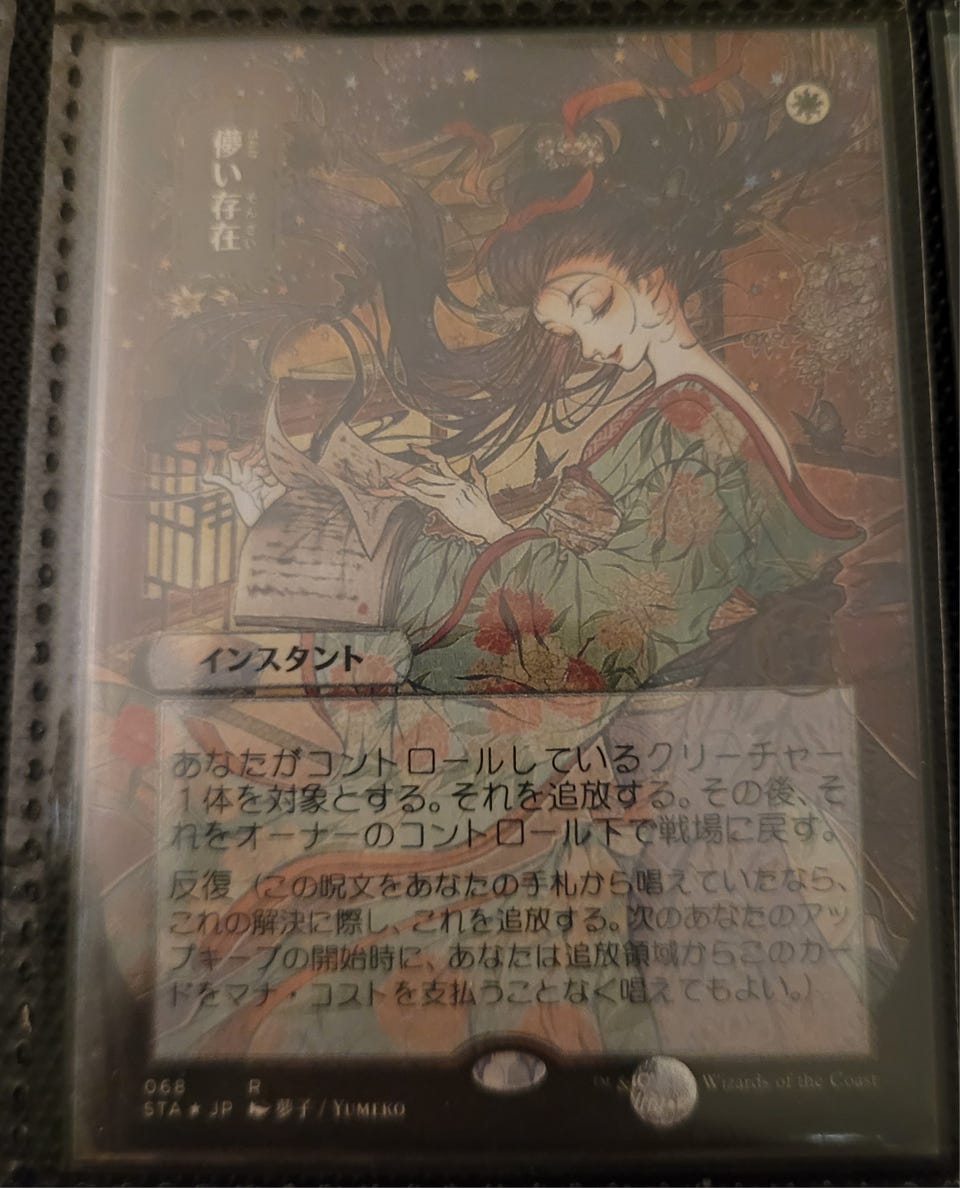 儚い存在
はかな
そんざい
インスタント
あなたがコントロールしているクリーチャー
1体を対象とする。それを追放する。その後、そ
れをオーナーのコントロール下で戦場に戻す。
反復（この呪文をあなたの手札から唱えていたなら、
これの解決に際し、これを追放する。次のあなたのアッ
プキープの開始時に、あなたは追放領域からこのカー
ドをマナ・コストを支払うことなく唱えてもよい。）
068 R
STA★JP 夢子 / YUMEKO
™ & Wizards of the Coast